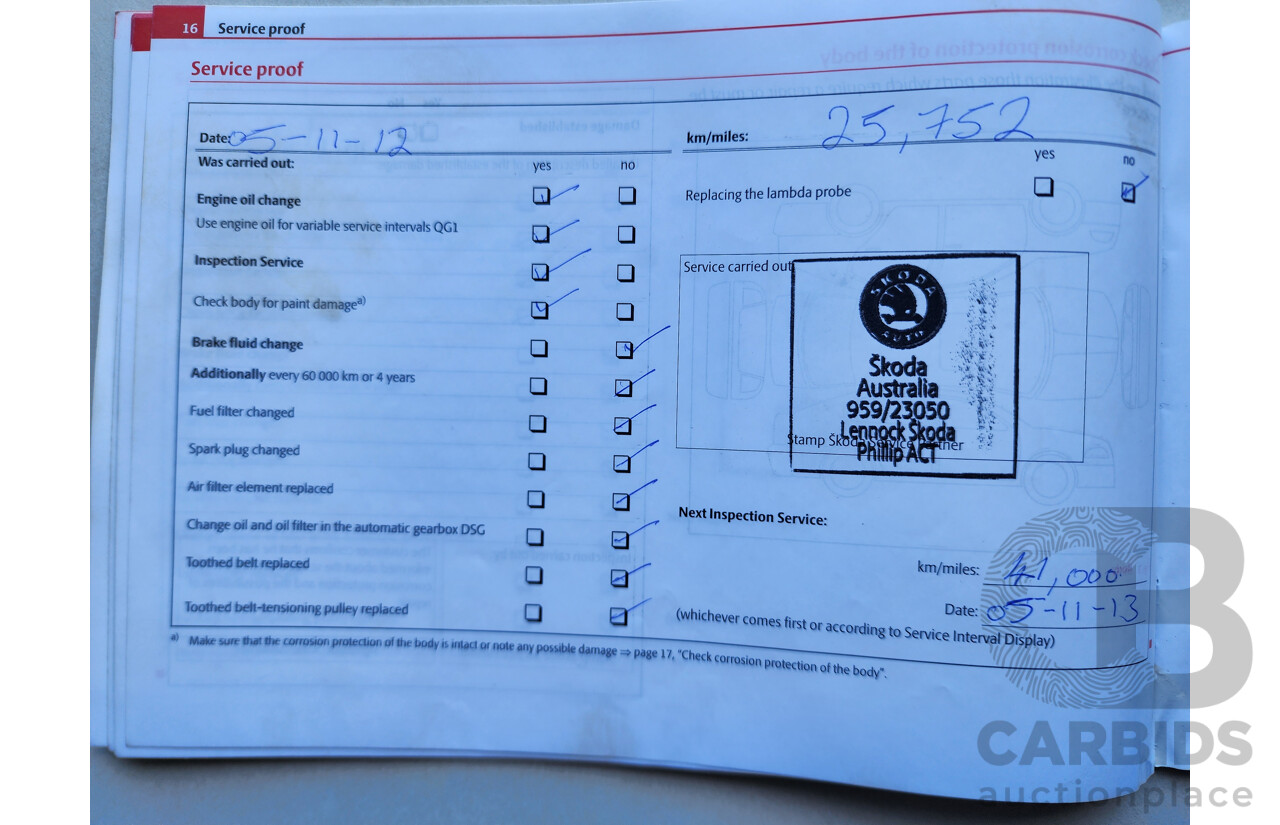 16 Service proof
Service proof
Date: 05-11-12
Was carried out: yes no
Engine oil change
Use engine oil for variable service intervals QG1
Inspection Service
Check body for paint damage a)
Brake fluid change
Additionally every 60 000 km or 4 years
Fuel filter changed
Spark plug changed
Air filter element replaced
Change oil and oil filter in the automatic gearbox DSG
Toothed belt replaced
Toothed belt-tensioning pulley replaced
km/miles: 25,752
yes no
Replacing the lambda probe
Service carried out
SKODA
AUTO
Škoda
Australia
959/23050
Lennock Škoda
Phillip ACT
Stamp Škoda Service Partner
Next Inspection Service:
km/miles: 41,000
Date: 05-11-13
(whichever comes first or according to Service Interval Display)
a) Make sure that the corrosion protection of the body is intact or note any possible damage ⇒ page 17, "Check corrosion protection of the body".
CARBIDS
auctionplace